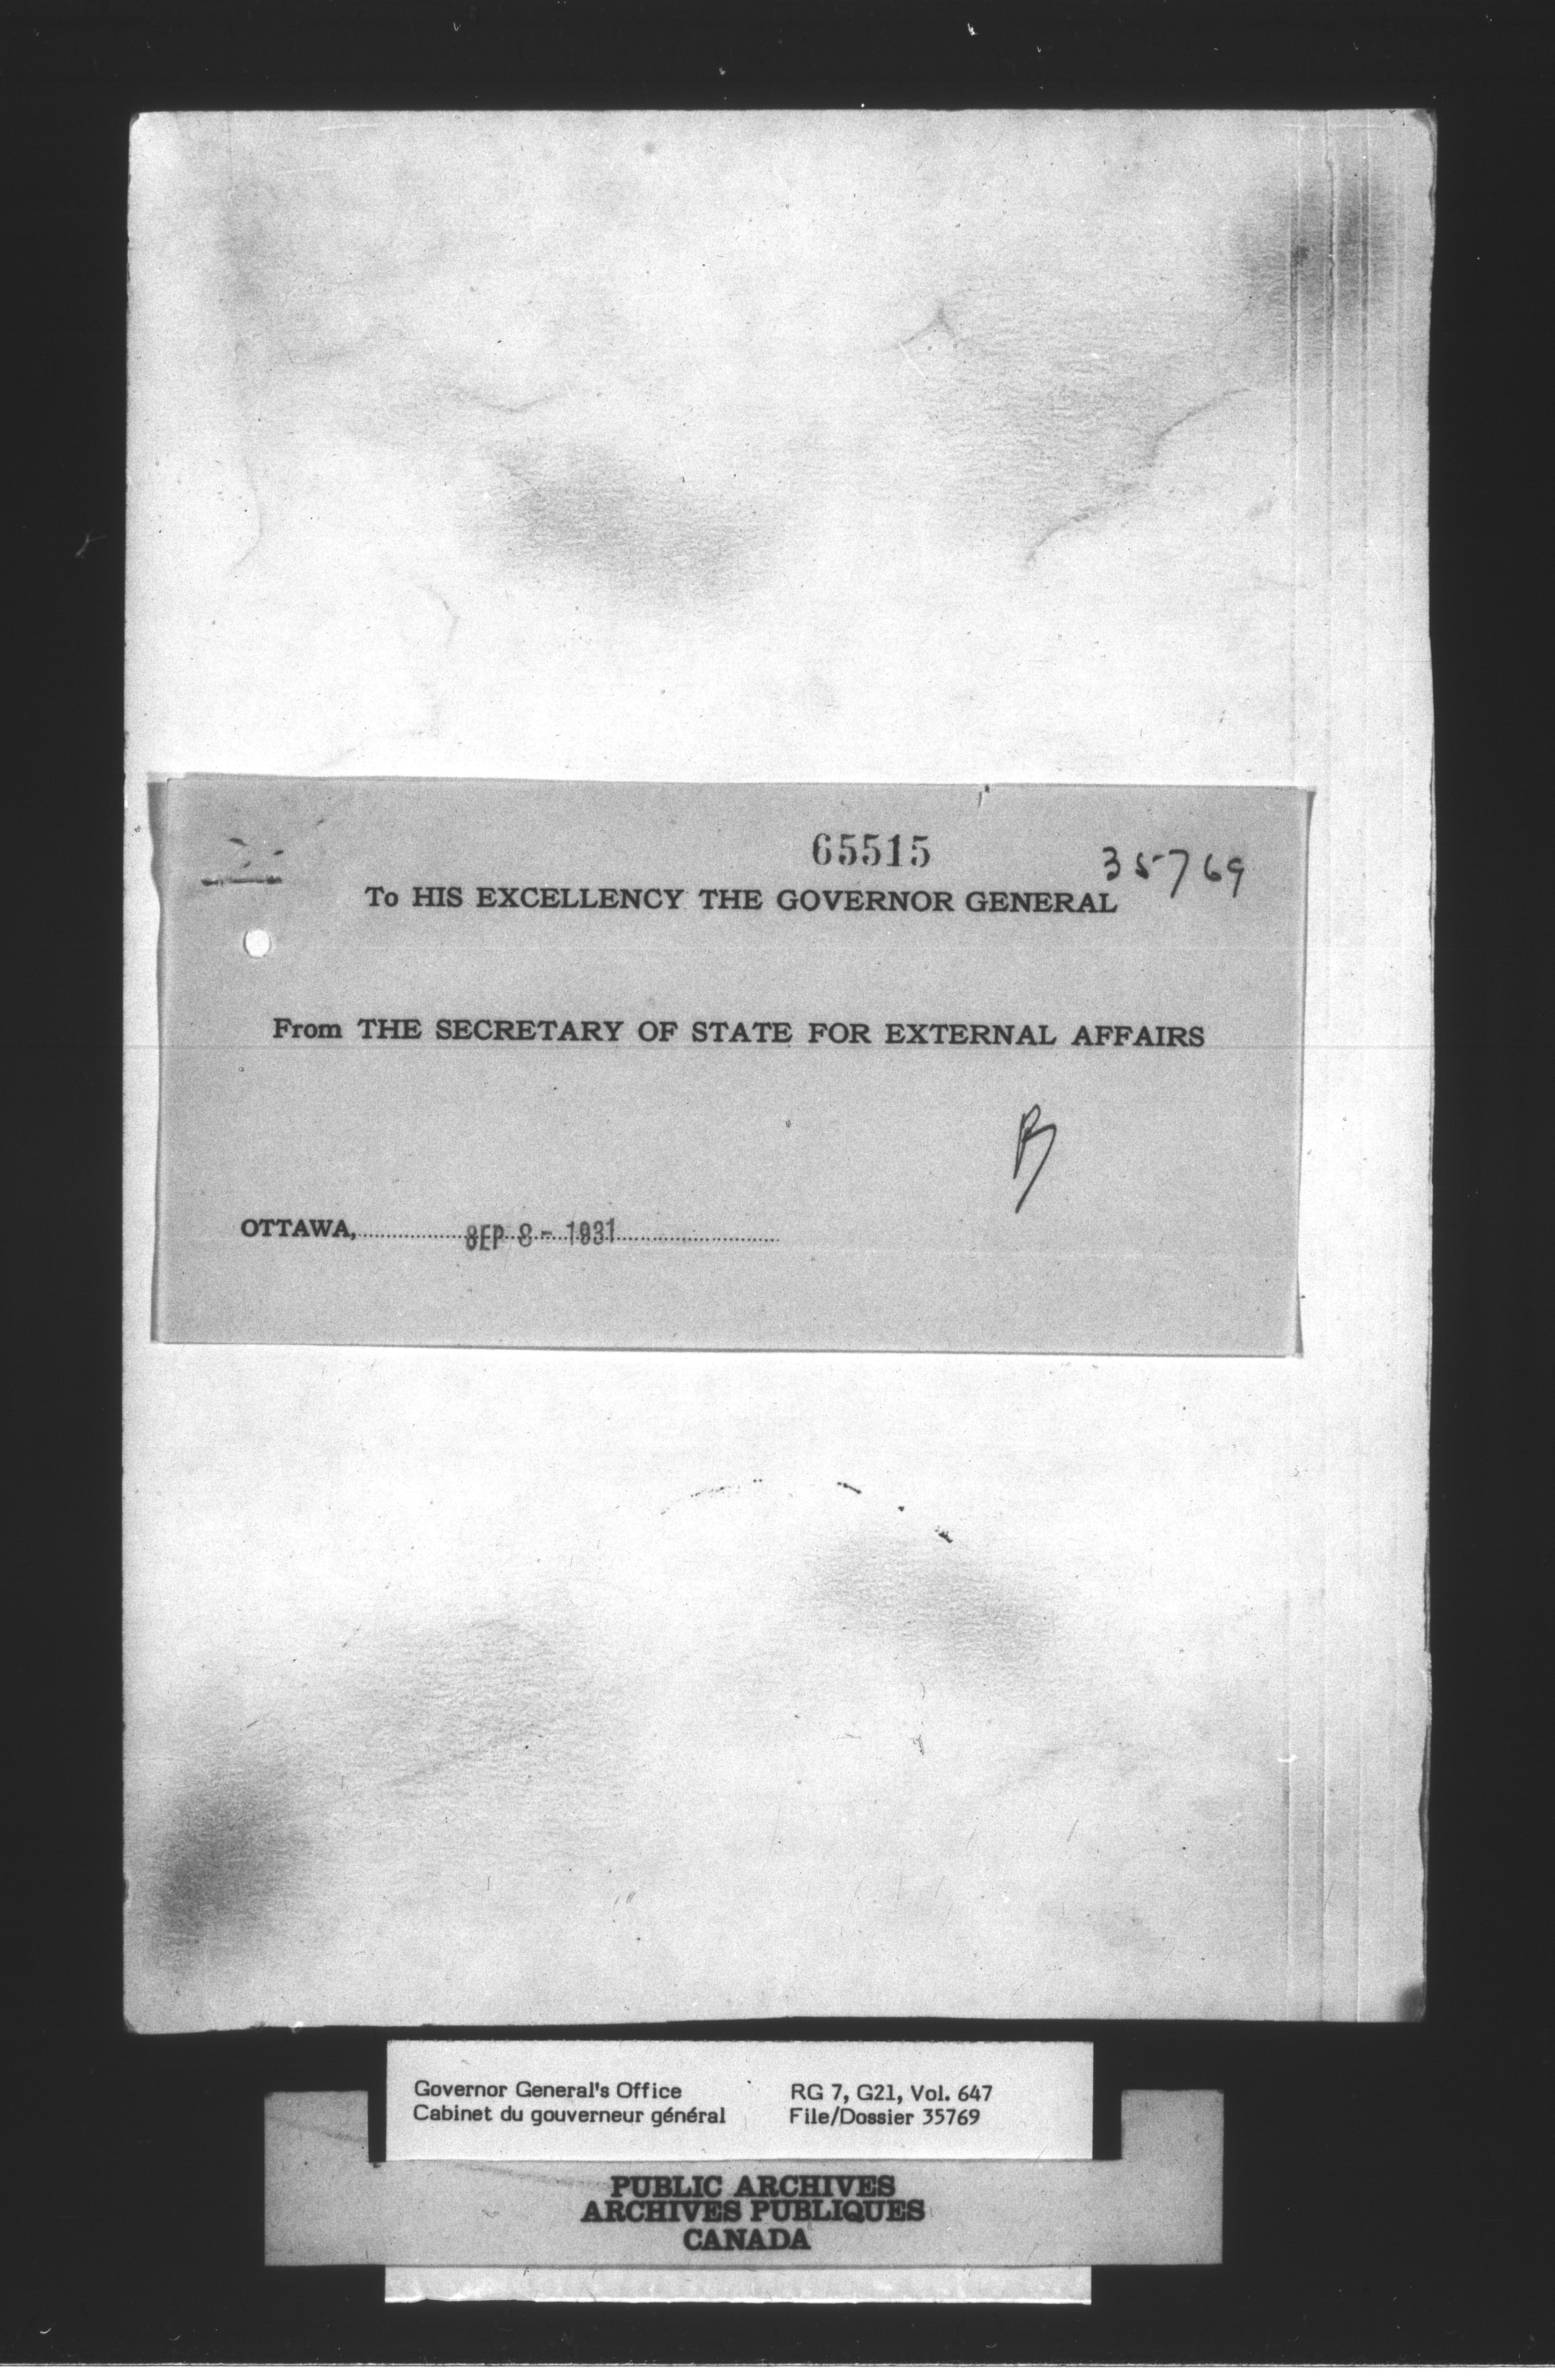 65515
35769
To HIS EXCELLENCY THE GOVERNOR GENERAL
From THE SECRETARY OF STATE FOR EXTERNAL AFFAIRS
OTTAWA, SEP 8 - 1931
Governor General's Office RG 7, G21, Vol. 647
Cabinet du gouverneur général File/Dossier 35769
PUBLIC ARCHIVES
ARCHIVES PUBLIQUES
CANADA